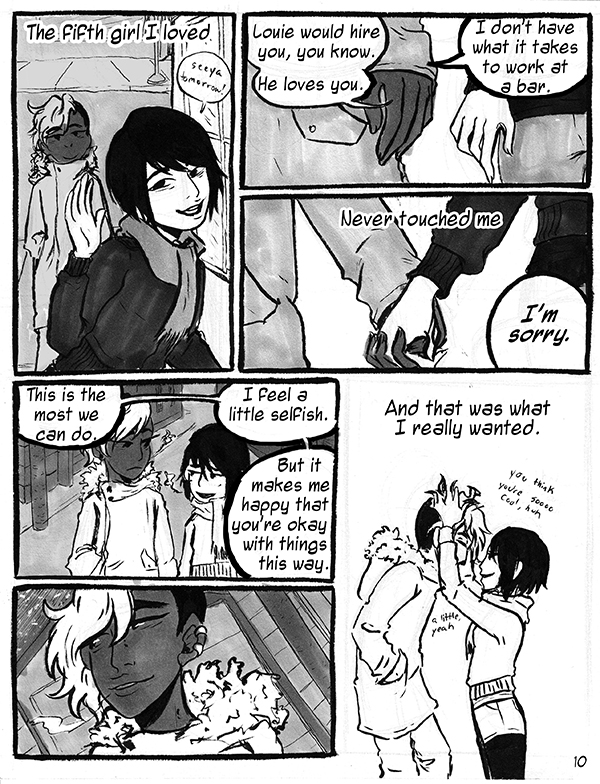 The fifth girl I loved
seeya
tomorrow!
Louie would hire
you, you know.
He loves you.
I don't have
what it takes
to work at
a bar.
Never touched me
I'm
sorry.
This is the
most we
can do.
I feel a
little selfish.
But it
makes me
happy that
you're okay
with things
this way.
And that was what
I really wanted.
you think
you're soooo
cool, huh
a little,
yeah
10